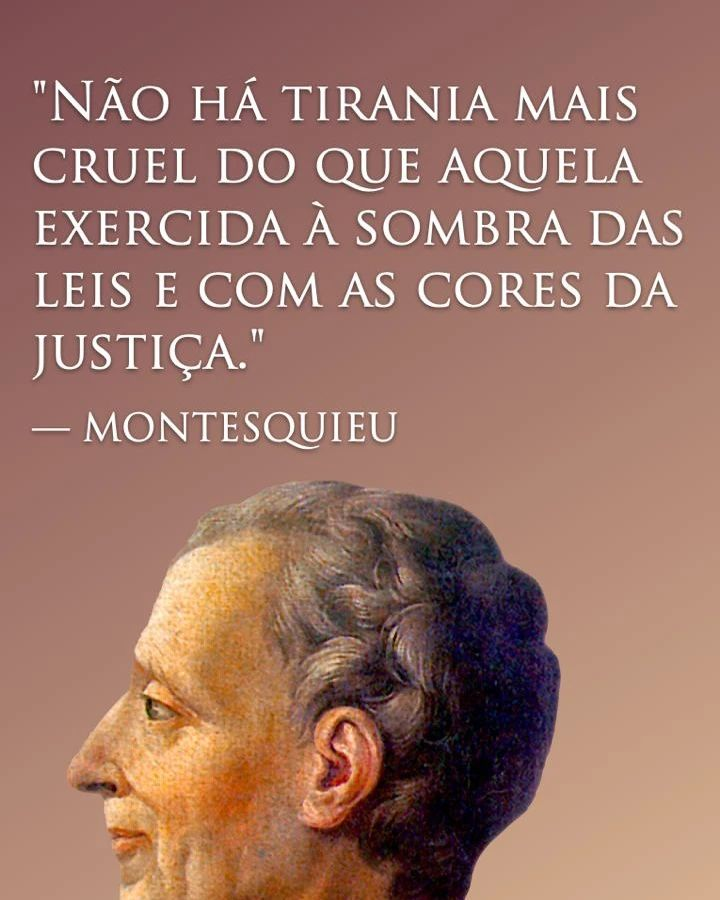 "Não há tirania mais
cruel do que aquela
exercida à sombra das
leis e com as cores da
justiça."
— Montesquieu